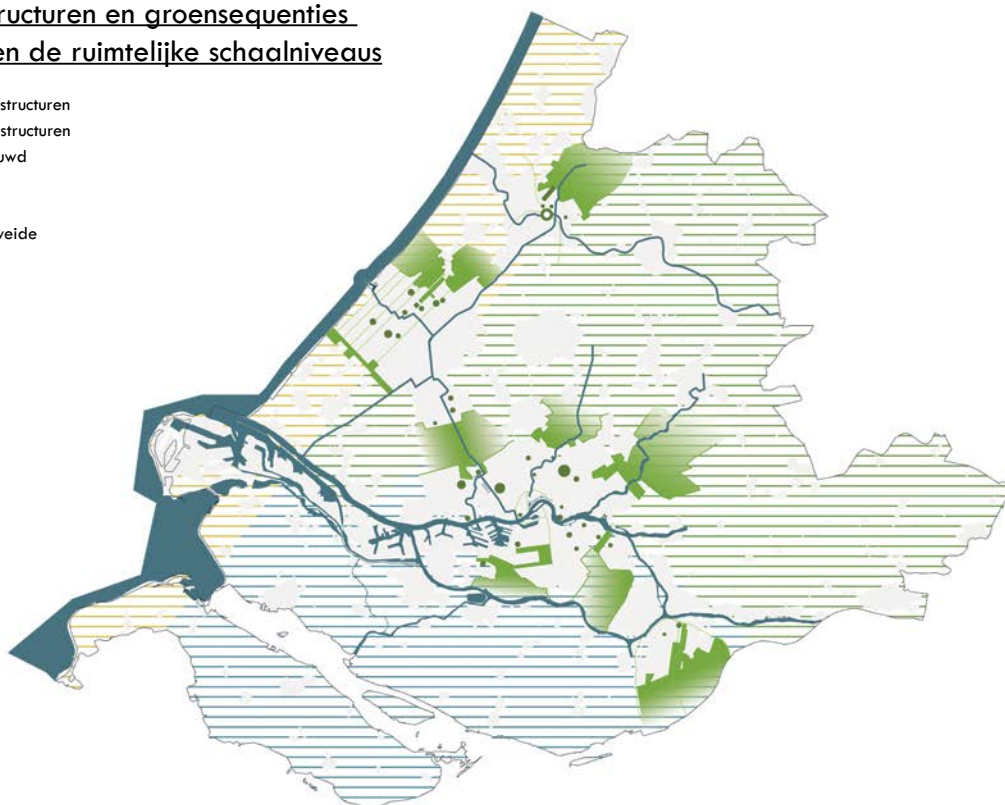 ructuren en groensequenties
en de ruimtelijke schaalniveaus
structuren
structuren
uwd
veide